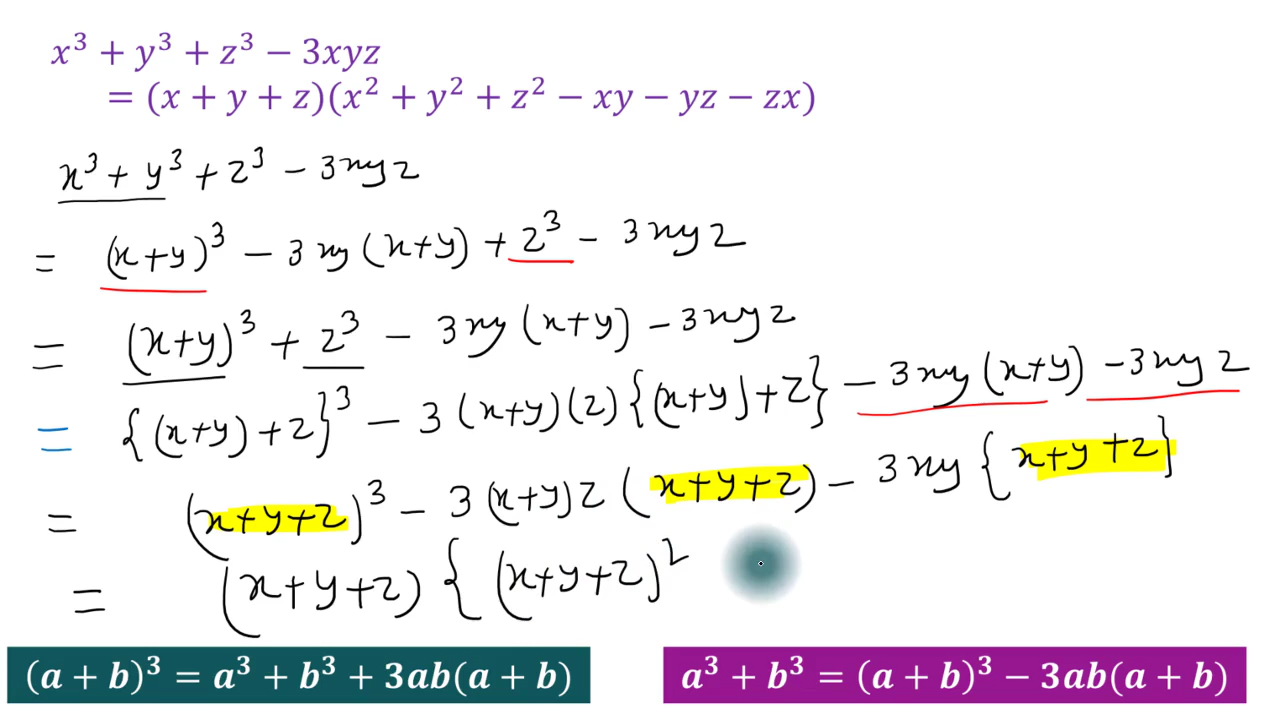 x³ + y³ + z³ − 3xyz
= (x + y + z)(x² + y² + z² − xy − yz − zx)
x³ + y³ + z³ − 3xyz
= (x+y)³ − 3xy(x+y) + z³ − 3xyz
= (x+y)³ + z³ − 3xy(x+y) − 3xyz
= {(x+y)+z}³ − 3(x+y)(z){(x+y)+z} − 3xy(x+y) − 3xyz
= (x+y+z)³ − 3(x+y)z(x+y+z) − 3xy{x+y+z}
= (x+y+z){(x+y+z)²
(a + b)³ = a³ + b³ + 3ab(a + b)
a³ + b³ = (a + b)³ − 3ab(a + b)